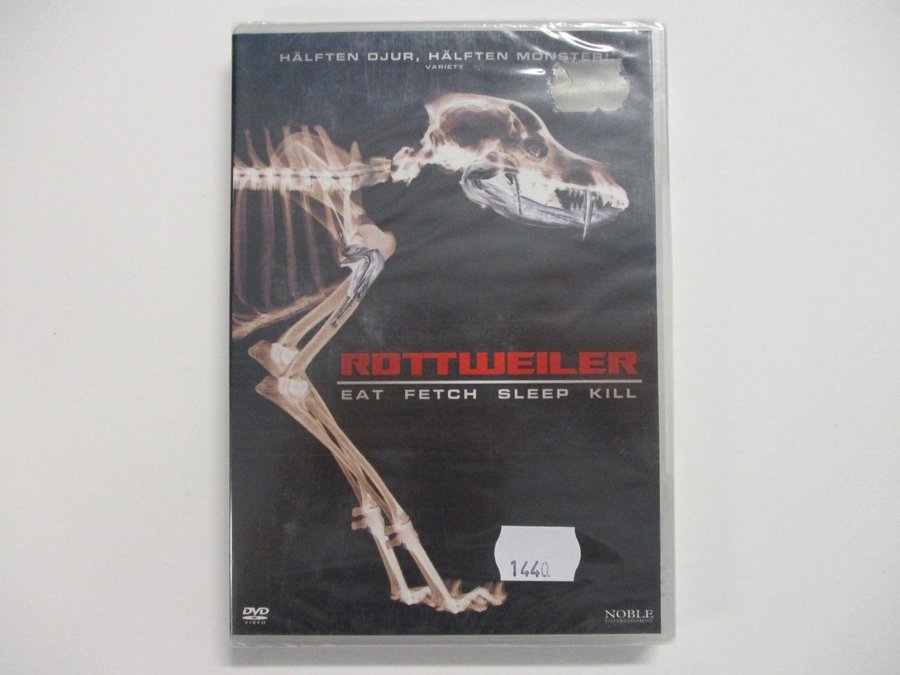 HÄLFTEN DJUR, HÄLFTEN MONSTER!
VARIETY
ROTTWEILER
EAT FETCH SLEEP KILL
1440.
DVD
VIDEO
NOBLE
ENTERTAINMENT